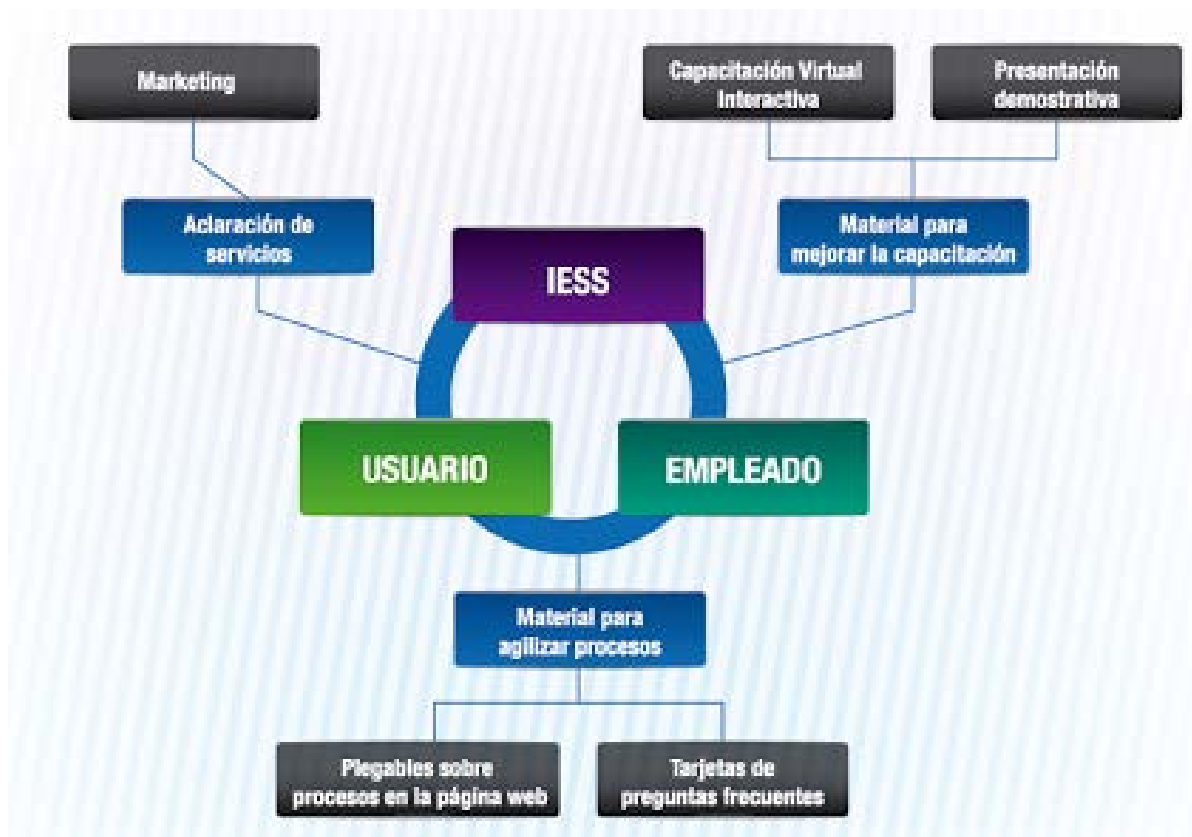 Marketing
Capacitación Virtual
Interactiva
Presentación
demostrativa
Aclaración de
servicios
Material para
mejorar la capacitación
IESS
USUARIO
EMPLEADO
Material para
agilizar procesos
Plegables sobre
procesos en la página web
Tarjetas de
preguntas frecuentes